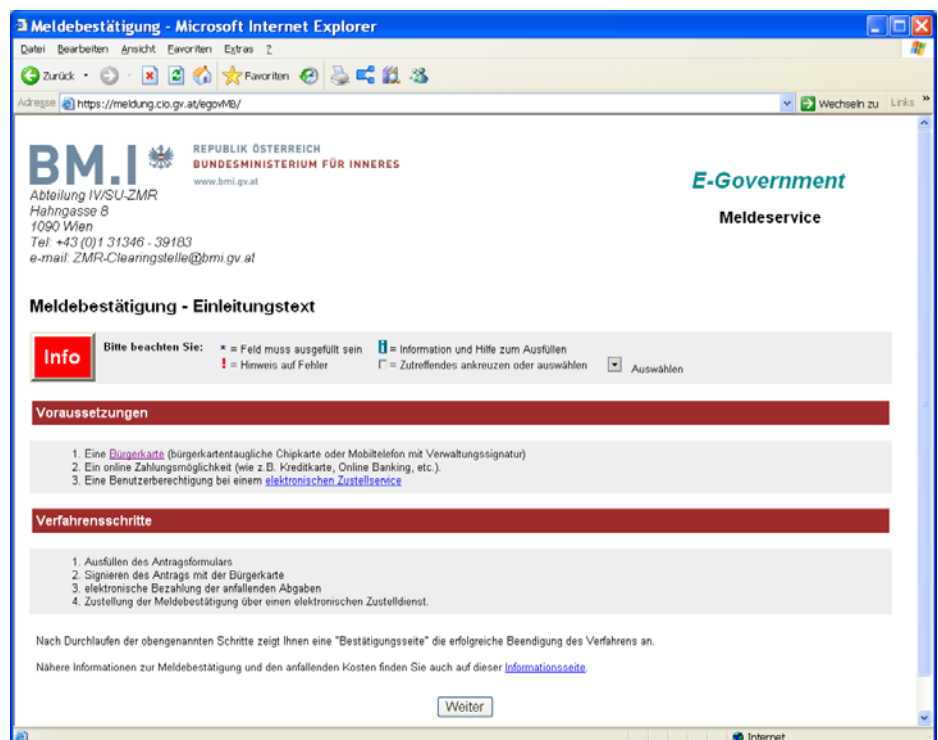 Meldebestätigung - Microsoft Internet Explorer
Datei Bearbeiten Ansicht Favoriten Extras ?
Zurück Favoriten
Adresse https://meldung.cio.gv.at/egovMB/ Wechseln zu Links »
BM.I REPUBLIK ÖSTERREICH
BUNDESMINISTERIUM FÜR INNERES
www.bmi.gv.at
Abteilung IV/SU-ZMR
Hahngasse 8
1090 Wien
Tel: +43 (0)1 31346 - 39183
e-mail: ZMR-Clearingstelle@bmi.gv.at
E-Government
Meldeservice
Meldebestätigung - Einleitungstext
Info Bitte beachten Sie: * = Feld muss ausgefüllt sein i = Information und Hilfe zum Ausfüllen
! = Hinweis auf Fehler = Zutreffendes ankreuzen oder auswählen Auswählen
Voraussetzungen
1. Eine Bürgerkarte (bürgerkartentaugliche Chipkarte oder Mobiltelefon mit Verwaltungssignatur)
2. Ein online Zahlungsmöglichkeit (wie z.B. Kreditkarte, Online Banking, etc.).
3. Eine Benutzerberechtigung bei einem elektronischen Zustellservice
Verfahrensschritte
1. Ausfüllen des Antragsformulars
2. Signieren des Antrags mit der Bürgerkarte
3. elektronische Bezahlung der anfallenden Abgaben
4. Zustellung der Meldebestätigung über einen elektronischen Zustelldienst.
Nach Durchlaufen der obengenannten Schritte zeigt Ihnen eine "Bestätigungsseite" die erfolgreiche Beendigung des Verfahrens an.
Nähere Informationen zur Meldebestätigung und den anfallenden Kosten finden Sie auch auf dieser Informationsseite.
Weiter
Internet